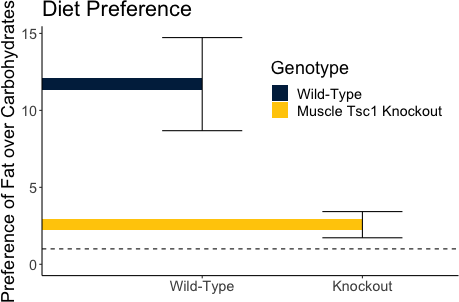 Diet Preference
Preference of Fat over Carbohydrates
15
10
5
0
Genotype
Wild-Type
Muscle Tsc1 Knockout
Wild-Type
Knockout